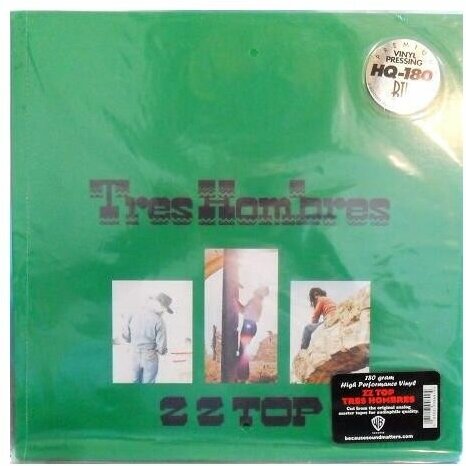 PREMIUM
VINYL
PRESSING
HQ-180
RTI
Tres Hombres
ZZ TOP
180 gram
High Performance Vinyl
ZZ TOP
TRES HOMBRES
Cut from the original analog
master tapes for audiophile quality.
becausesoundmatters.com